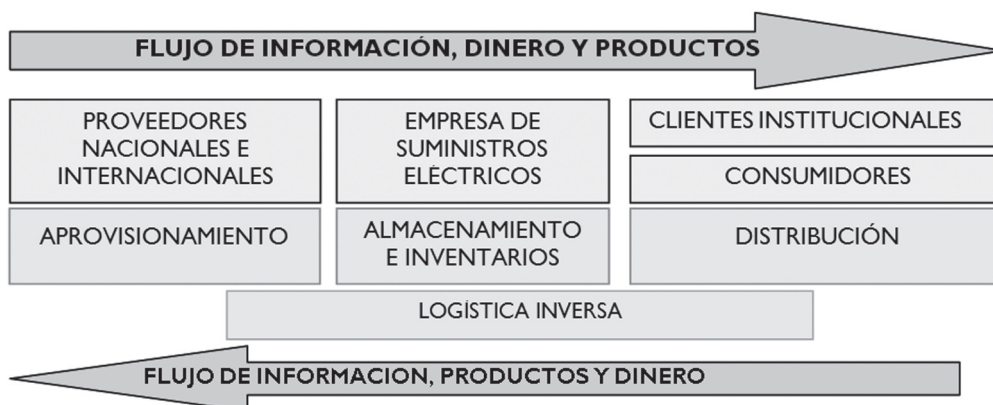 FLUJO DE INFORMACIÓN, DINERO Y PRODUCTOS
PROVEEDORES
NACIONALES E
INTERNACIONALES
EMPRESA DE
SUMINISTROS
ELÉCTRICOS
CLIENTES INSTITUCIONALES
CONSUMIDORES
APROVISIONAMIENTO
ALMACENAMIENTO
E INVENTARIOS
DISTRIBUCIÓN
LOGÍSTICA INVERSA
FLUJO DE INFORMACION, PRODUCTOS Y DINERO